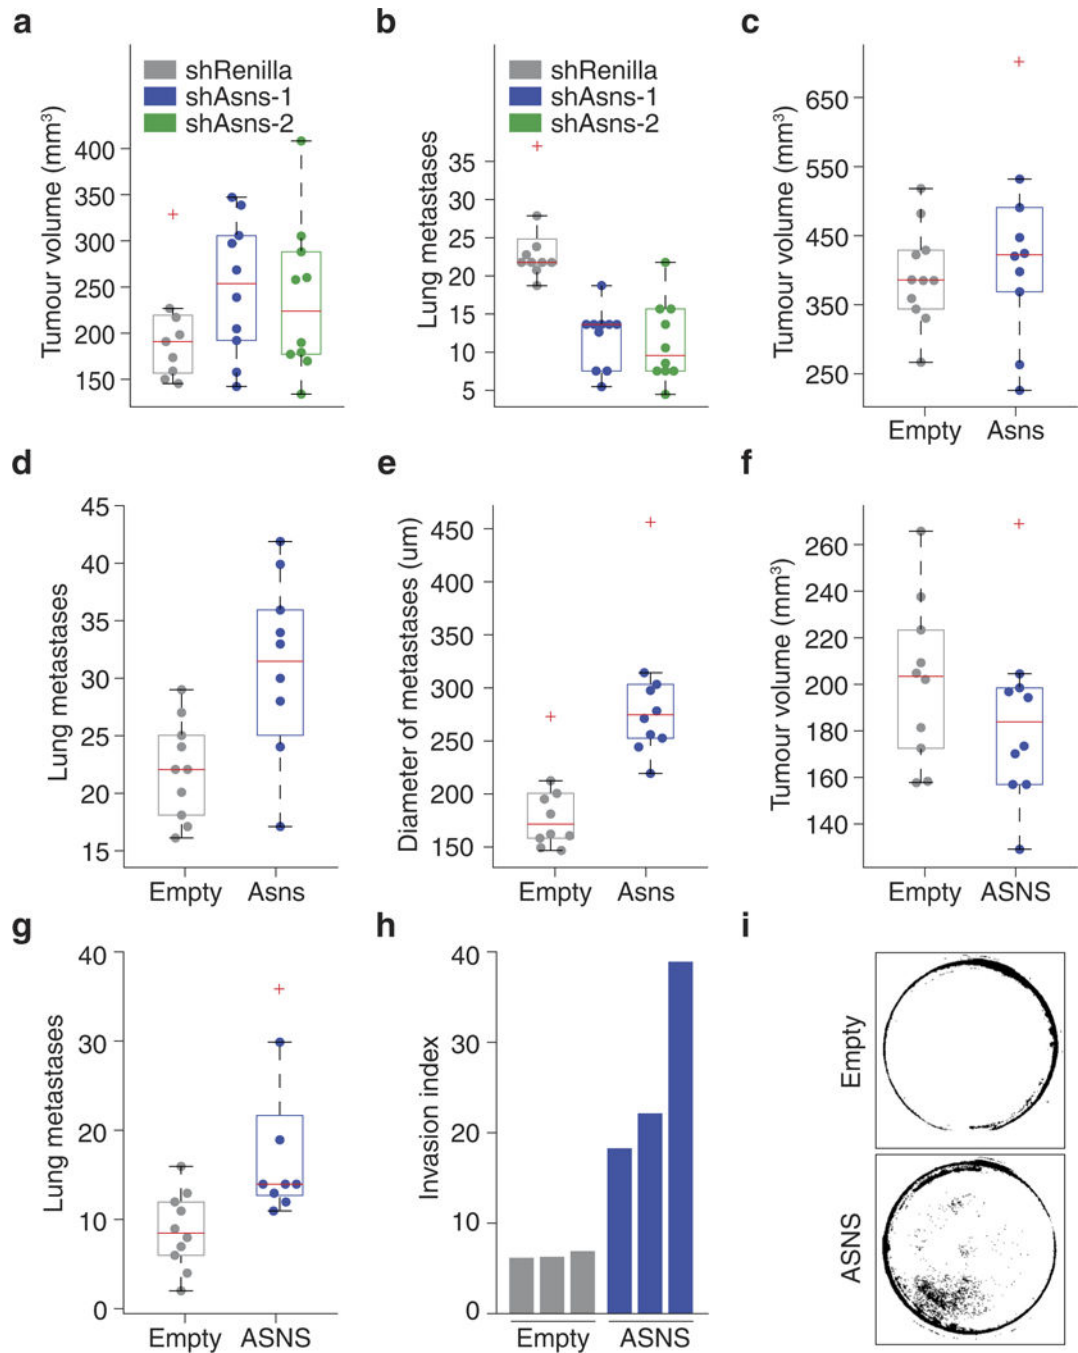 a
shRenilla
shAsns-1
shAsns-2
Tumour volume (mm³)
400
350
300
250
200
150
b
shRenilla
shAsns-1
shAsns-2
Lung metastases
35
30
25
20
15
10
5
c
Tumour volume (mm³)
650
550
450
350
250
Empty Asns
d
Lung metastases
45
40
35
30
25
20
15
Empty Asns
e
Diameter of metastases (um)
450
400
350
300
250
200
150
Empty Asns
f
Tumour volume (mm³)
260
240
220
200
180
160
140
Empty ASNS
g
Lung metastases
40
30
20
10
0
Empty ASNS
h
Invasion index
40
30
20
10
0
Empty ASNS
i
Empty
ASNS